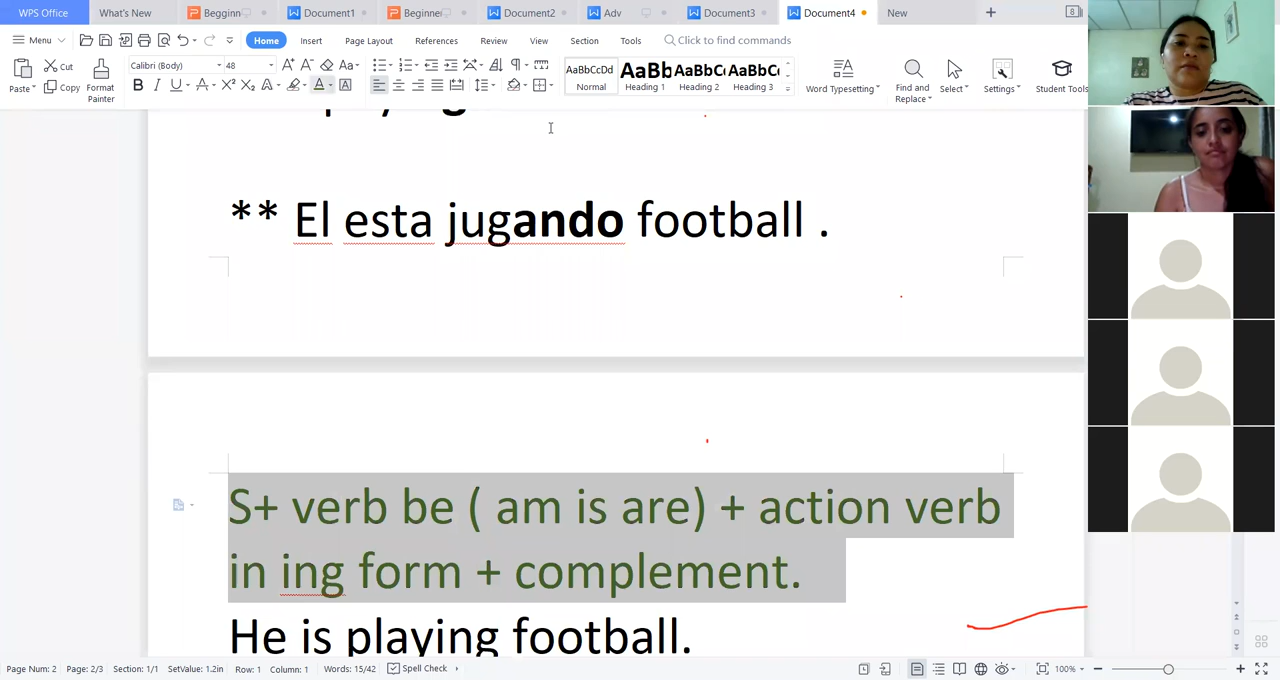 WPS Office What's New Beggini Document1 Beginne Document2 Adv Document3 Document4 New + 8
Menu Home Insert Page Layout References Review View Section Tools Click to find commands
Paste Cut Copy Format Painter Calibri (Body) 48 AaBbCcDd Normal AaBb Heading 1 AaBbC Heading 2 AaBbC Heading 3 Word Typesetting Find and Replace Select Settings Student Tools
** El esta jugando football .
S+ verb be ( am is are) + action verb
in ing form + complement.
He is playing football.
Page Num: 2 Page: 2/3 Section: 1/1 SetValue: 1.2in Row: 1 Column: 1 Words: 15/42 Spell Check 100%